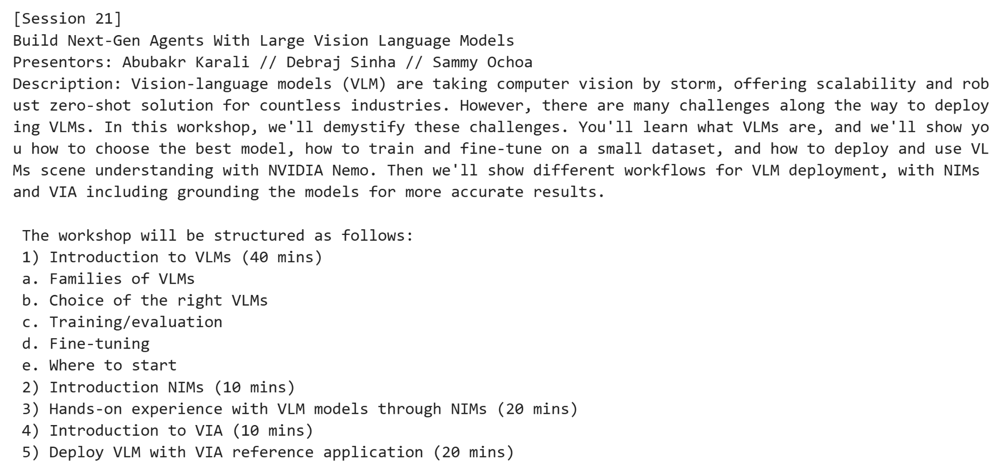 [Session 21]
Build Next-Gen Agents With Large Vision Language Models
Presentors: Abubakr Karali // Debraj Sinha // Sammy Ochoa
Description: Vision-language models (VLM) are taking computer vision by storm, offering scalability and rob
ust zero-shot solution for countless industries. However, there are many challenges along the way to deploy
ing VLMs. In this workshop, we'll demystify these challenges. You'll learn what VLMs are, and we'll show yo
u how to choose the best model, how to train and fine-tune on a small dataset, and how to deploy and use VL
Ms scene understanding with NVIDIA Nemo. Then we'll show different workflows for VLM deployment, with NIMs
and VIA including grounding the models for more accurate results.

The workshop will be structured as follows:
1) Introduction to VLMs (40 mins)
a. Families of VLMs
b. Choice of the right VLMs
c. Training/evaluation
d. Fine-tuning
e. Where to start
2) Introduction NIMs (10 mins)
3) Hands-on experience with VLM models through NIMs (20 mins)
4) Introduction to VIA (10 mins)
5) Deploy VLM with VIA reference application (20 mins)